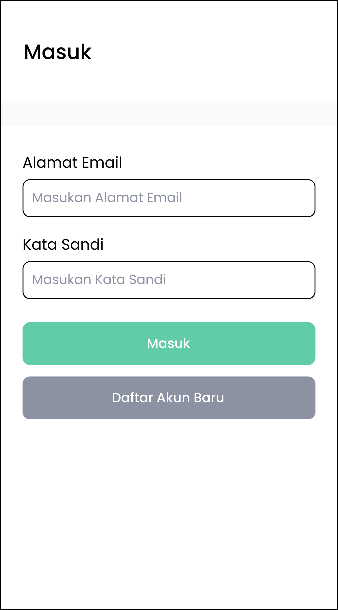 Masuk
Alamat Email
Masukan Alamat Email
Kata Sandi
Masukan Kata Sandi
Masuk
Daftar Akun Baru